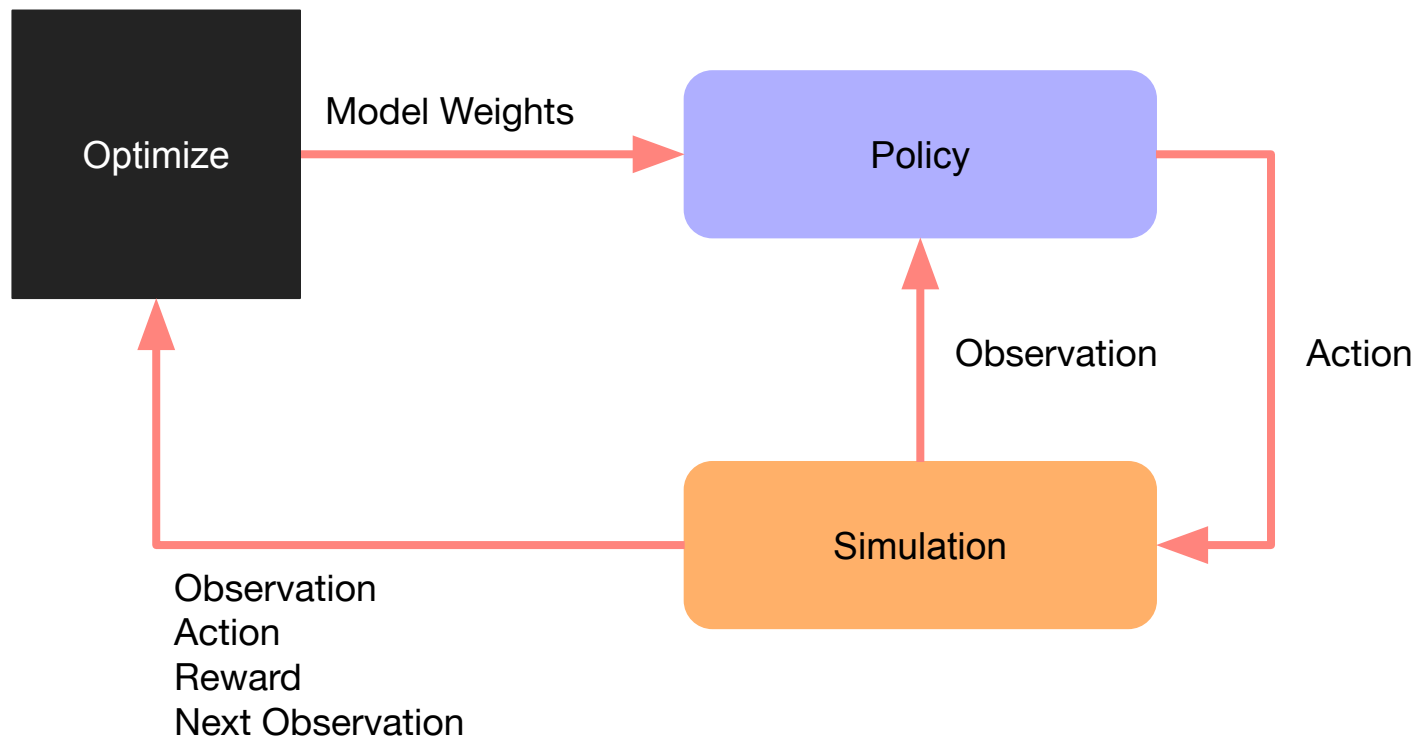 Model Weights
Optimize
Policy
Observation
Action
Simulation
Observation
Action
Reward
Next Observation